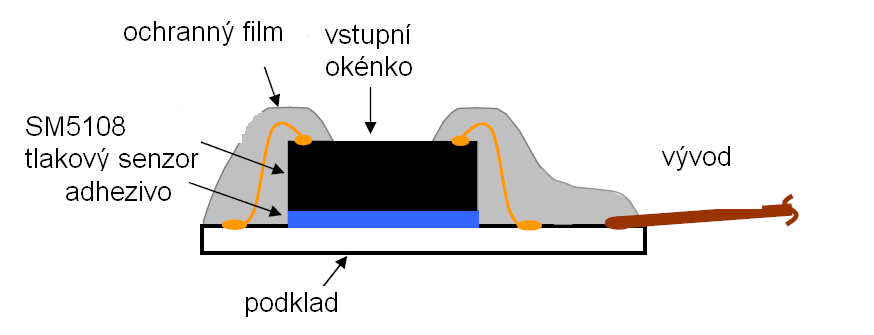 ochranný film
vstupní
okénko
SM5108
tlakový senzor
adhezivo
vývod
podklad